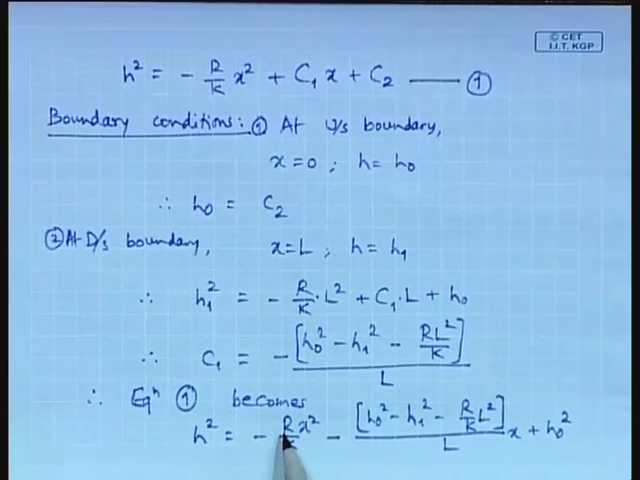 © CET
I.I.T. KGP
h² = - R/K x² + C₁ x + C₂ —— ①
Boundary conditions: ① At U/s boundary,
x=0 ; h= h₀
∴ h₀ = C₂
② At D/s boundary, x=L ; h= h₁
∴ h₁² = - R/K · L² + C₁·L + h₀
∴ C₁ = - [h₀² - h₁² - RL²/K] / L
∴ Eqⁿ ① becomes
h² = - R/K x² - [h₀² - h₁² - R/K L²] / L x + h₀²